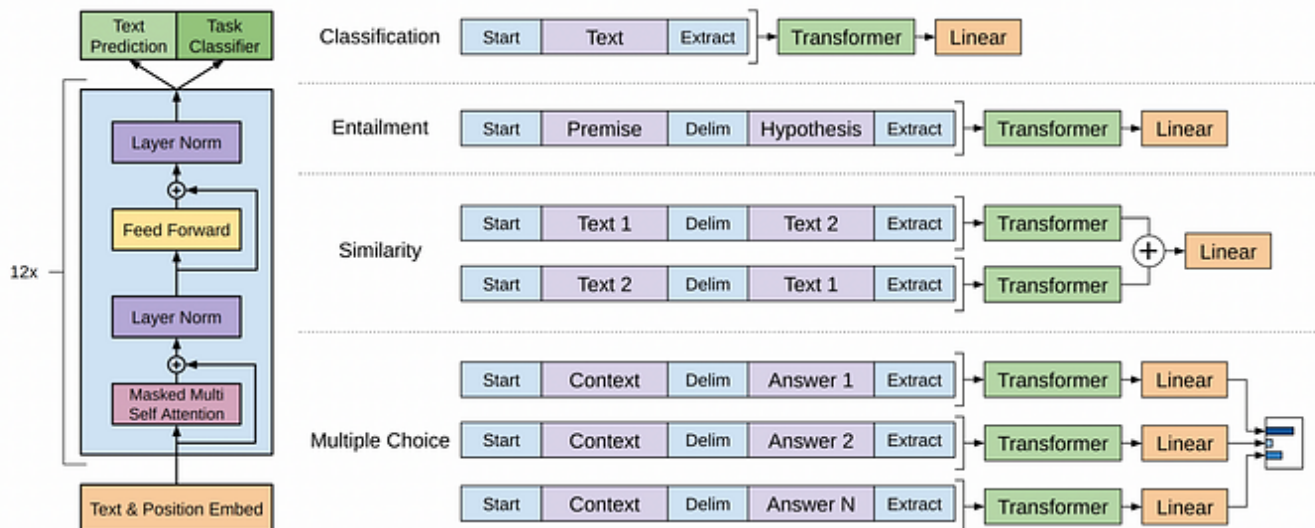 Text
Prediction
Task
Classifier
Layer Norm
Feed Forward
12x
Layer Norm
Masked Multi
Self Attention
Text & Position Embed
Classification
Start Text Extract Transformer Linear
Entailment
Start Premise Delim Hypothesis Extract Transformer Linear
Similarity
Start Text 1 Delim Text 2 Extract Transformer
Linear
Start Text 2 Delim Text 1 Extract Transformer
Multiple Choice
Start Context Delim Answer 1 Extract Transformer Linear
Start Context Delim Answer 2 Extract Transformer Linear
Start Context Delim Answer N Extract Transformer Linear